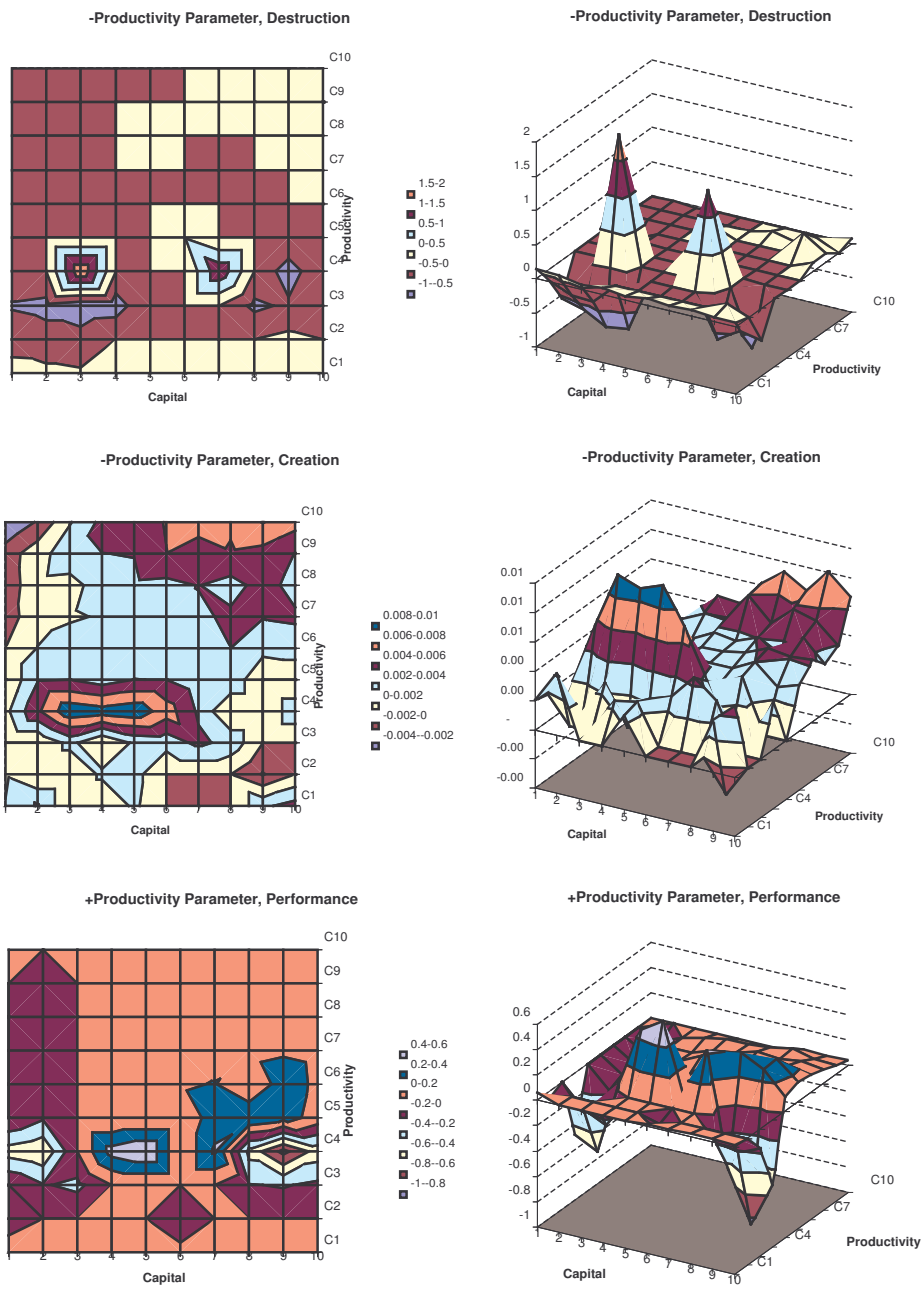 -Productivity Parameter, Destruction
C10
C9
C8
C7
C6
C5
C4
C3
C2
C1
1 2 3 4 5 6 7 8 9 10
Capital
Productivity
1.5-2
1-1.5
0.5-1
0-0.5
-0.5-0
-1--0.5
-Productivity Parameter, Destruction
2
1.5
1
0.5
0
-0.5
-1
1 2 3 4 5 6 7 8 9 10
Capital
C1
C4
C7
C10
Productivity
-Productivity Parameter, Creation
C10
C9
C8
C7
C6
C5
C4
C3
C2
C1
1 2 3 4 5 6 7 8 9 10
Capital
Productivity
0.008-0.01
0.006-0.008
0.004-0.006
0.002-0.004
0-0.002
-0.002-0
-0.004--0.002
-Productivity Parameter, Creation
0.01
0.01
0.01
0.00
0.00
-
-0.00
-0.00
1 2 3 4 5 6 7 8 9 10
Capital
C1
C4
C7
C10
Productivity
+Productivity Parameter, Performance
C10
C9
C8
C7
C6
C5
C4
C3
C2
C1
1 2 3 4 5 6 7 8 9 10
Capital
Productivity
0.4-0.6
0.2-0.4
0-0.2
-0.2-0
-0.4--0.2
-0.6--0.4
-0.8--0.6
-1--0.8
+Productivity Parameter, Performance
0.6
0.4
0.2
0
-0.2
-0.4
-0.6
-0.8
-1
1 2 3 4 5 6 7 8 9 10
Capital
C1
C4
C7
C10
Productivity